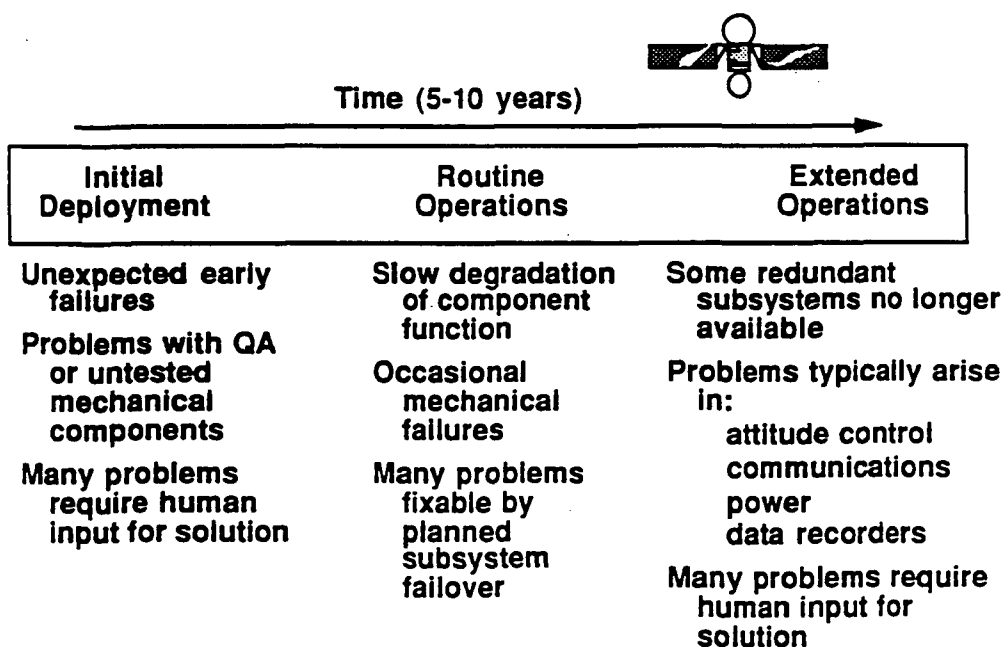 Time (5-10 years)
Initial
Deployment
Routine
Operations
Extended
Operations
Unexpected early
failures
Problems with QA
or untested
mechanical
components
Many problems
require human
input for solution
Slow degradation
of component
function
Occasional
mechanical
failures
Many problems
fixable by
planned
subsystem
failover
Some redundant
subsystems no longer
available
Problems typically arise
in:
attitude control
communications
power
data recorders
Many problems require
human input for
solution